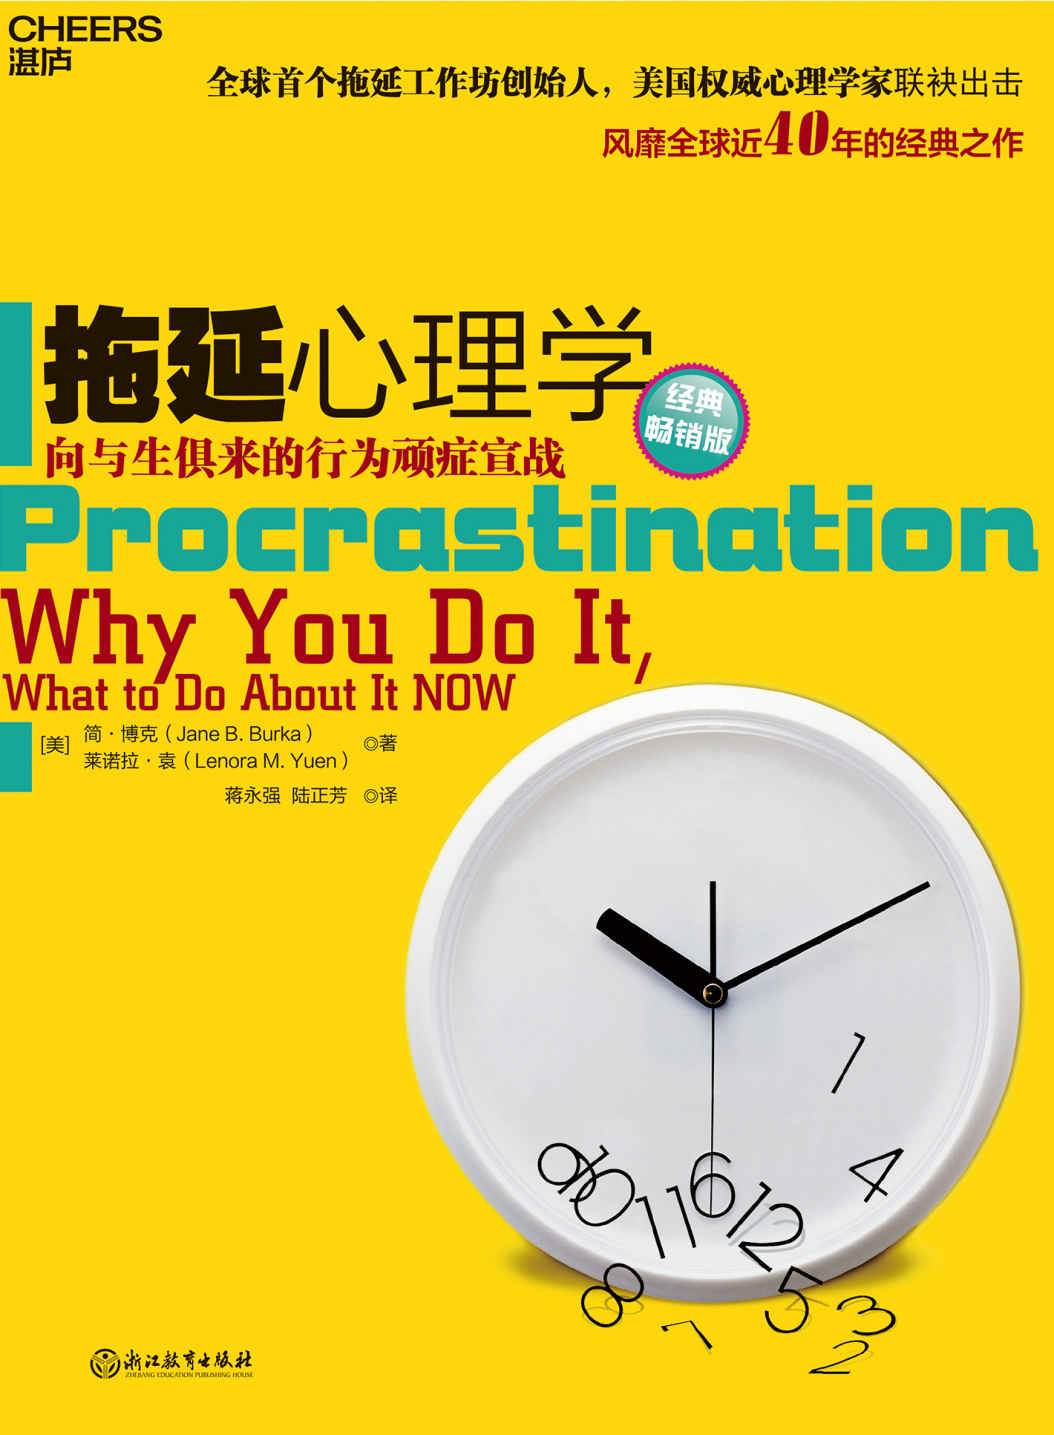 CHEERS
湛庐
全球首个拖延工作坊创始人，美国权威心理学家联袂出击
风靡全球近40年的经典之作
拖延心理学
经典
畅销版
向与生俱来的行为顽症宣战
Procrastination
Why You Do It,
What to Do About It NOW
[美] 简·博克（Jane B. Burka）
莱诺拉·袁（Lenora M. Yuen） ◎著
蒋永强 陆正芳 ◎译
1
4
9 10 11 6 12
8 7 5 3
2
浙江教育出版社
ZHEJIANG EDUCATION PUBLISHING HOUSE